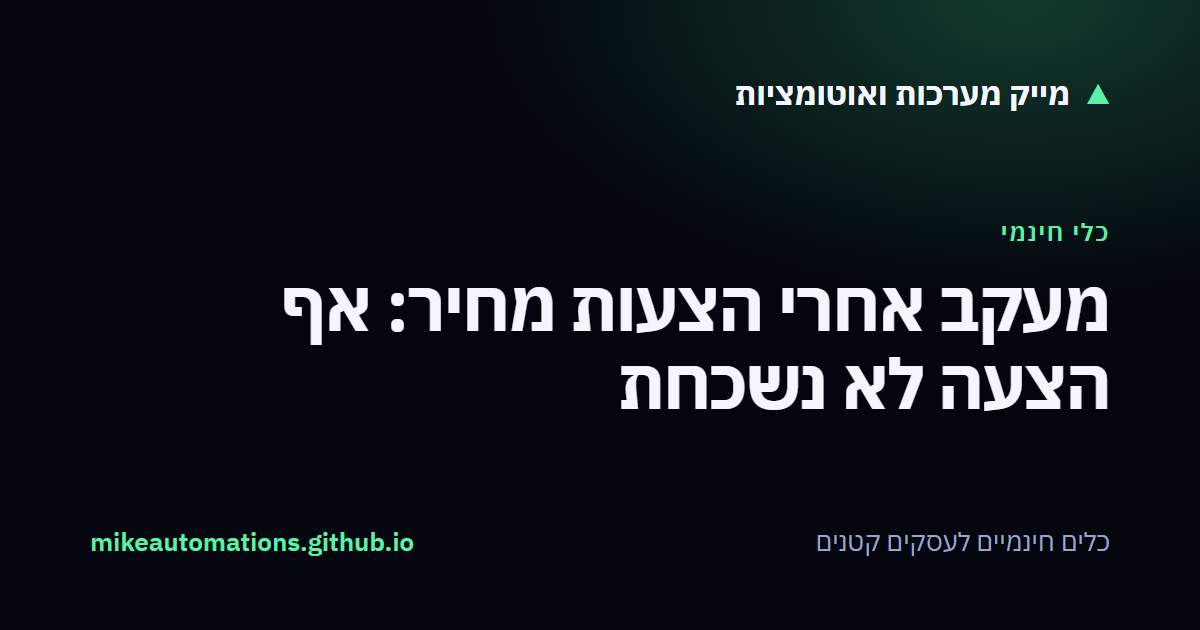 מייק מערכות ואוטומציות
כלי חינמי
מעקב אחרי הצעות מחיר: אף
הצעה לא נשכחת
כלים חינמיים לעסקים קטנים
mikeautomations.github.io